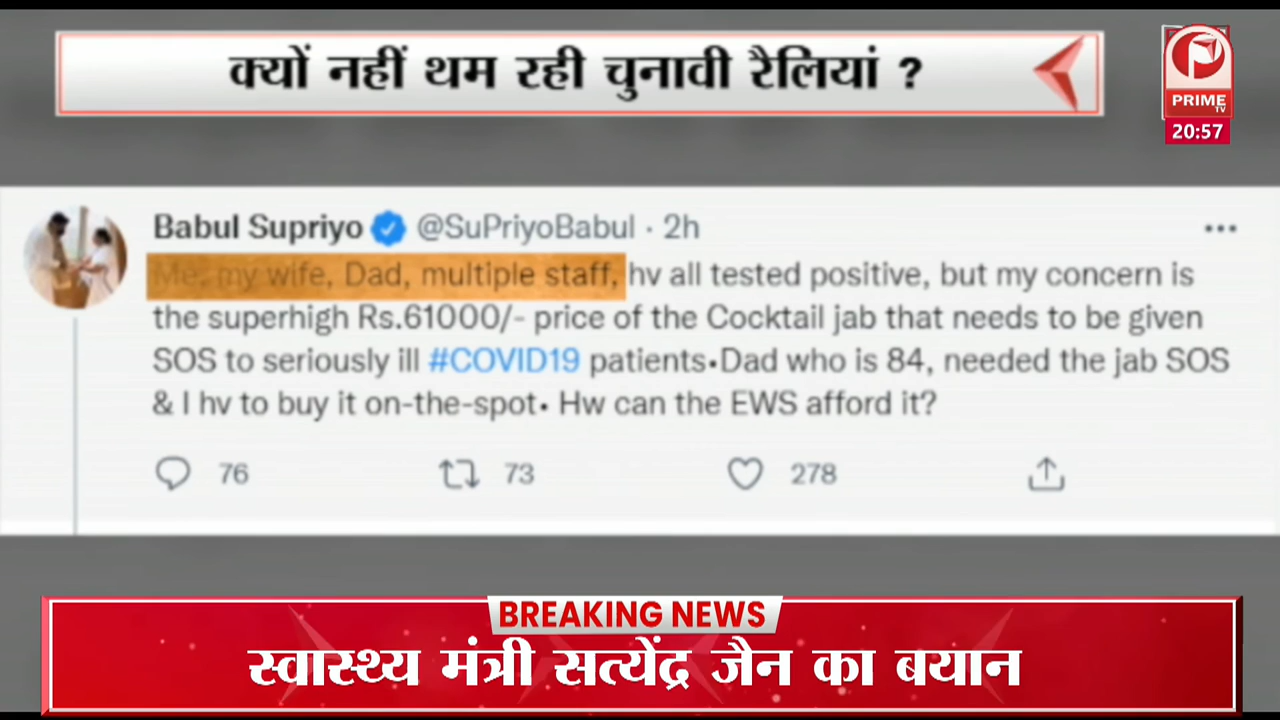 क्यों नहीं थम रही चुनावी रैलियां ?
PRIME
TV
20:57
Babul Supriyo @SuPriyoBabul · 2h
Me, my wife, Dad, multiple staff, hv all tested positive, but my concern is
the superhigh Rs.61000/- price of the Cocktail jab that needs to be given
SOS to seriously ill #COVID19 patients•Dad who is 84, needed the jab SOS
& I hv to buy it on-the-spot• Hw can the EWS afford it?
76 73 278
BREAKING NEWS
स्वास्थ्य मंत्री सत्येंद्र जैन का बयान